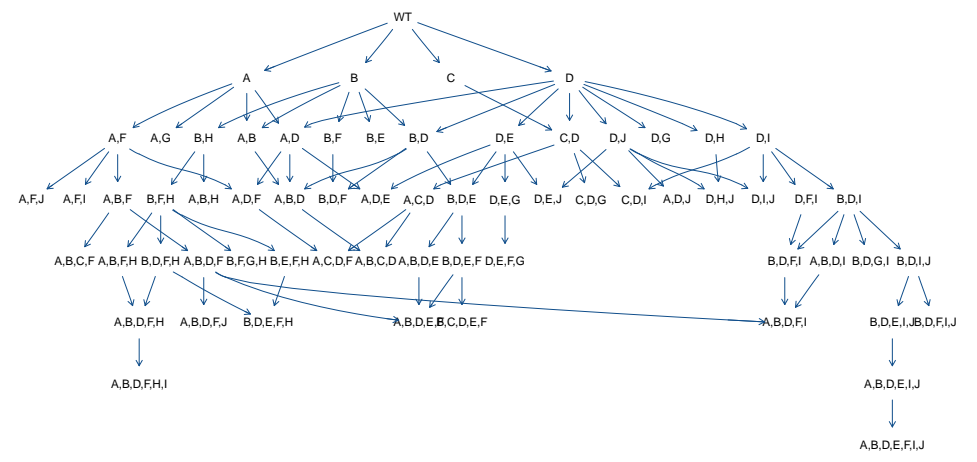 WT
A B C D
A,F A,G B,H A,B A,D B,F B,E B,D D,E C,D D,J D,G D,H D,I
A,F,J A,F,I A,B,F B,F,H A,B,H A,D,F A,B,D B,D,F A,D,E A,C,D B,D,E D,E,G D,E,J C,D,G C,D,I A,D,J D,H,J D,I,J D,F,I B,D,I
A,B,C,F A,B,F,H B,D,F,H A,B,D,F B,F,G,H B,E,F,H A,C,D,F A,B,C,D A,B,D,E B,D,E,F D,E,F,G B,D,F,I A,B,D,I B,D,G,I B,D,I,J
A,B,D,F,H A,B,D,F,J B,D,E,F,H A,B,D,E,F B,C,D,E,F A,B,D,F,I B,D,E,I,J B,D,F,I,J
A,B,D,F,H,I A,B,D,E,I,J
A,B,D,E,F,I,J